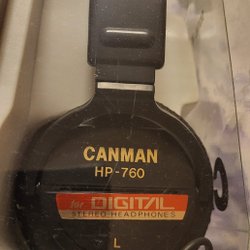 CANMAN
HP-760
for DIGITAL
STEREO HEADPHONES
L